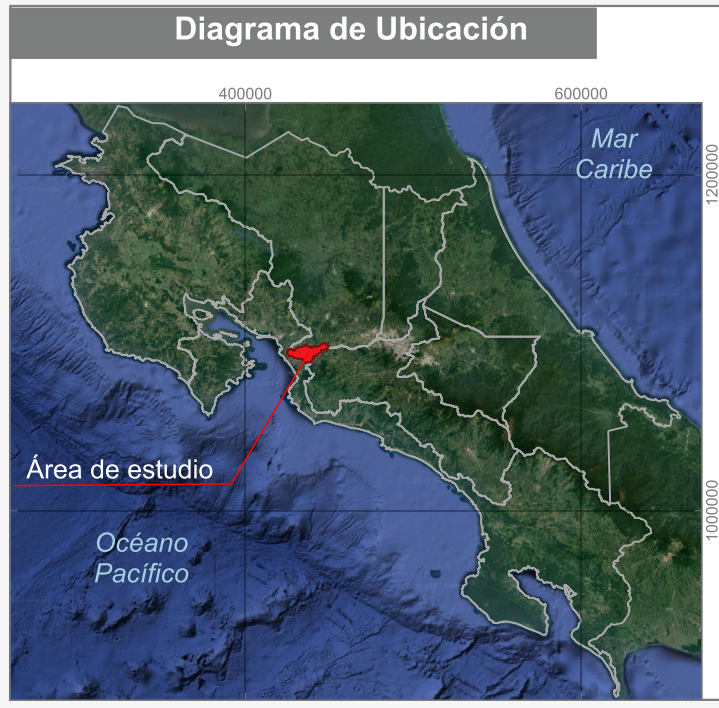 Diagrama de Ubicación
400000
600000
Mar
Caribe
1200000
Área de estudio
1000000
Océano
Pacífico